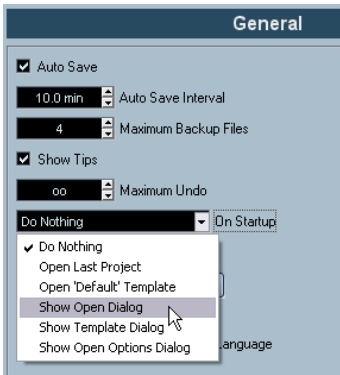 General
Auto Save
10.0 min Auto Save Interval
4 Maximum Backup Files
Show Tips
oo Maximum Undo
Do Nothing On Startup
Do Nothing
Open Last Project
Open 'Default' Template
Show Open Dialog
Show Template Dialog
Show Open Options Dialog